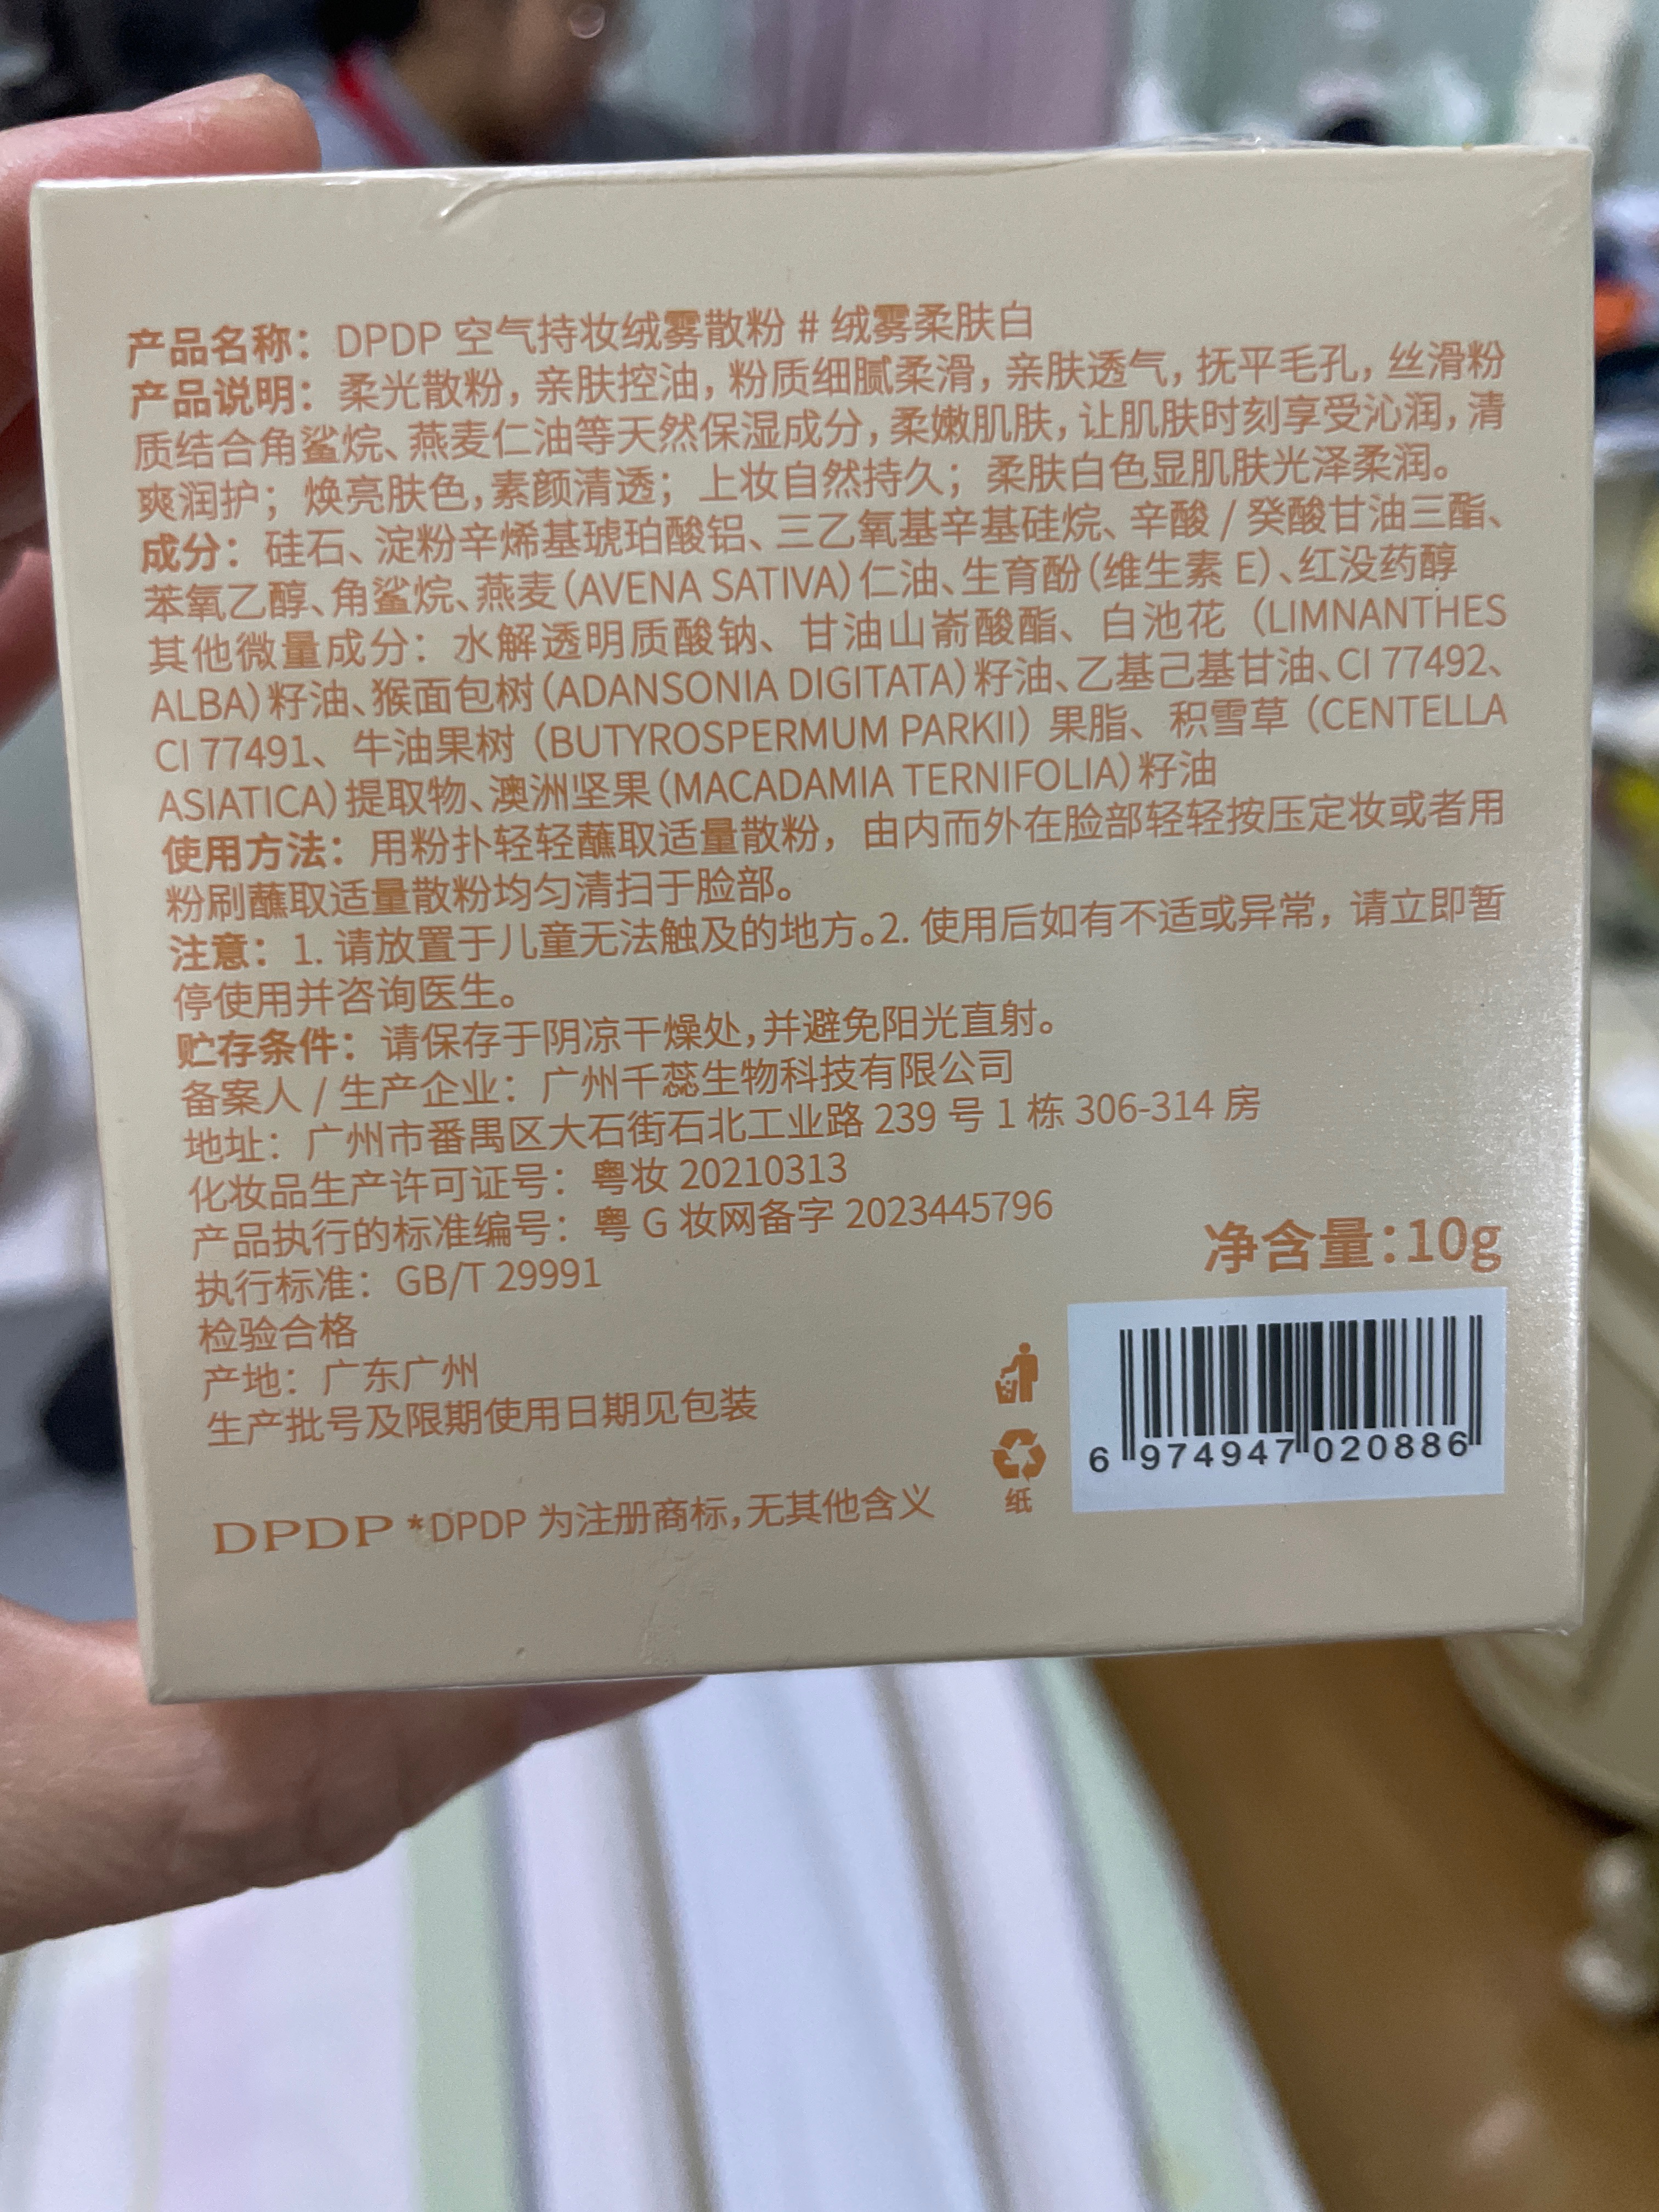 产品名称：DPDP 空气持妆绒雾散粉 # 绒雾柔肤白
产品说明：柔光散粉，亲肤控油，粉质细腻柔滑，亲肤透气，抚平毛孔，丝滑粉
质结合角鲨烷、燕麦仁油等天然保湿成分，柔嫩肌肤，让肌肤时刻享受沁润，清
爽润护；焕亮肤色，素颜清透；上妆自然持久；柔肤白色显肌肤光泽柔润。
成分：硅石、淀粉辛烯基琥珀酸铝、三乙氧基辛基硅烷、辛酸 / 癸酸甘油三酯、
苯氧乙醇、角鲨烷、燕麦（AVENA SATIVA）仁油、生育酚（维生素 E）、红没药醇
其他微量成分：水解透明质酸钠、甘油山嵛酸酯、白池花（LIMNANTHES
ALBA）籽油、猴面包树（ADANSONIA DIGITATA）籽油、乙基己基甘油、CI 77492、
CI 77491、牛油果树（BUTYROSPERMUM PARKII）果脂、积雪草（CENTELLA
ASIATICA）提取物、澳洲坚果（MACADAMIA TERNIFOLIA）籽油
使用方法：用粉扑轻轻蘸取适量散粉，由内而外在脸部轻轻按压定妆或者用
粉刷蘸取适量散粉均匀清扫于脸部。
注意：1. 请放置于儿童无法触及的地方。2. 使用后如有不适或异常，请立即暂
停使用并咨询医生。
贮存条件：请保存于阴凉干燥处，并避免阳光直射。
备案人 / 生产企业：广州千蕊生物科技有限公司
地址：广州市番禺区大石街石北工业路 239 号 1 栋 306-314 房
化妆品生产许可证号：粤妆 20210313
产品执行的标准编号：粤 G 妆网备字 2023445796
执行标准：GB/T 29991
检验合格
产地：广东广州
生产批号及限期使用日期见包装
DPDP *DPDP 为注册商标，无其他含义
净含量：10g
纸
6 974947 020886